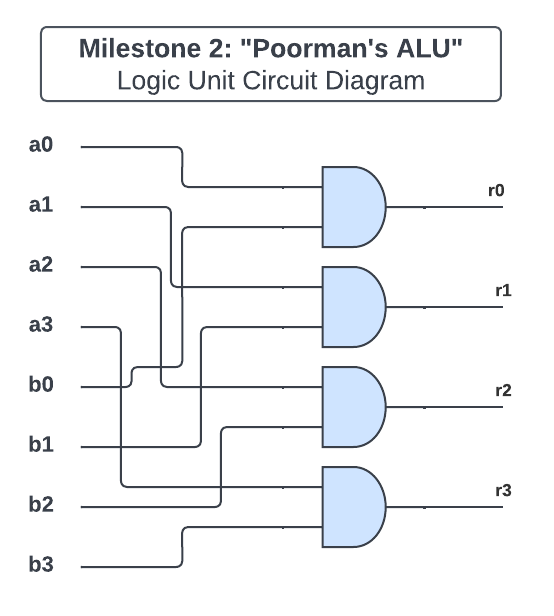 Milestone 2: "Poorman's ALU"
Logic Unit Circuit Diagram
a0
a1
a2
a3
b0
b1
b2
b3
r0
r1
r2
r3